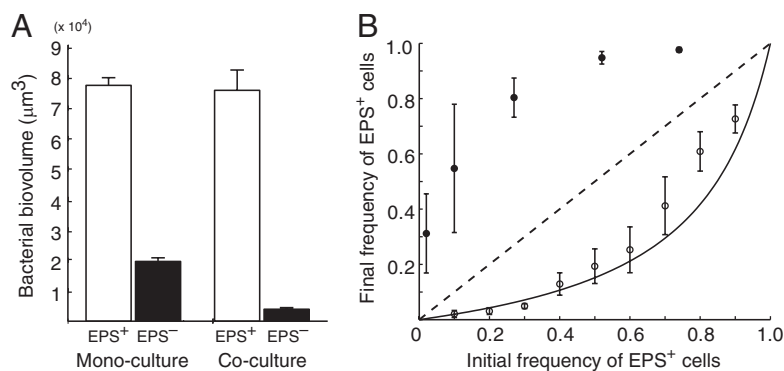 A
(x 10⁴)
9
8
7
6
5
4
3
2
1
Bacterial biovolume (μm³)
EPS⁺ EPS⁻ EPS⁺ EPS⁻
Mono-culture Co-culture
B
1.0
0.8
0.6
0.4
0.2
Final frequency of EPS⁺ cells
0 0.2 0.4 0.6 0.8 1.0
Initial frequency of EPS⁺ cells